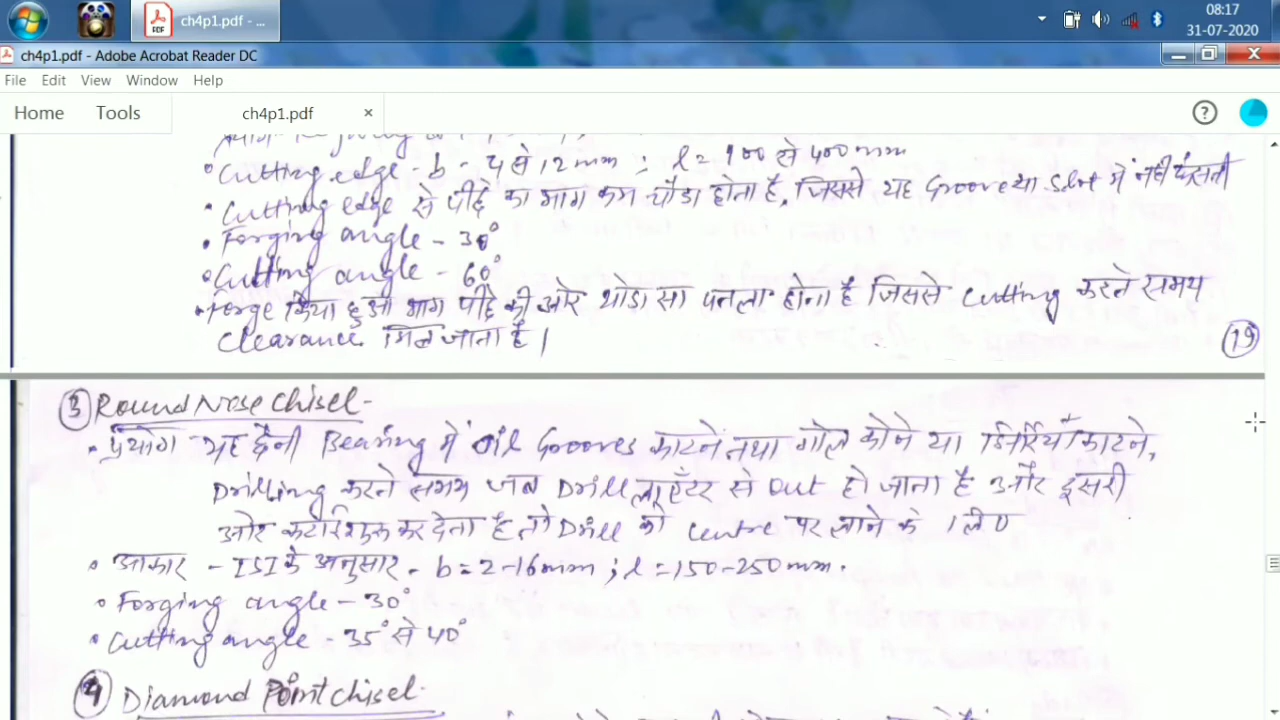 ch4p1.pdf - ...
08:17
31-07-2020
ch4p1.pdf - Adobe Acrobat Reader DC
File Edit View Window Help
Home Tools ch4p1.pdf ×
• Cutting edge - b - 4 से 12 mm ; l = 100 से 400 mm
• Cutting edge से पीछे का भाग कम चौडा होता है, जिससे यह Groove या Slot में नहीं फंसती
• Forging angle - 30°
• Cutting angle - 60°
• Forge किया हुआ भाग पीछे की ओर थोडा सा पतला होता है जिससे cutting करते समय
Clearance मिल जाता है।
19
3 Round Nose Chisel -
• प्रयोग - यह छैनी Bearing में Oil Grooves काटने तथा गोल कोने या झिर्रियाँ काटने,
Drilling करते समय जब Drill से Out हो जाता है और दूसरी
ओर कटाई शुरू कर देता है तो Drill को centre पर लाने के लिए
• आकार - ISI के अनुसार - b = 2-16mm ; l = 150-250 mm.
• Forging angle - 30°
• Cutting angle - 35° से 40°
4 Diamond Point chisel -